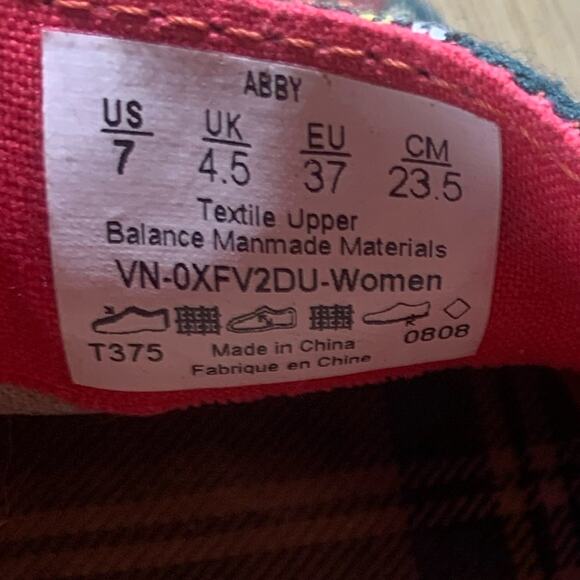 ABBY
US UK EU CM
7 4.5 37 23.5
Textile Upper
Balance Manmade Materials
VN-0XFV2DU-Women
T375 Made in China 0808
Fabrique en Chine